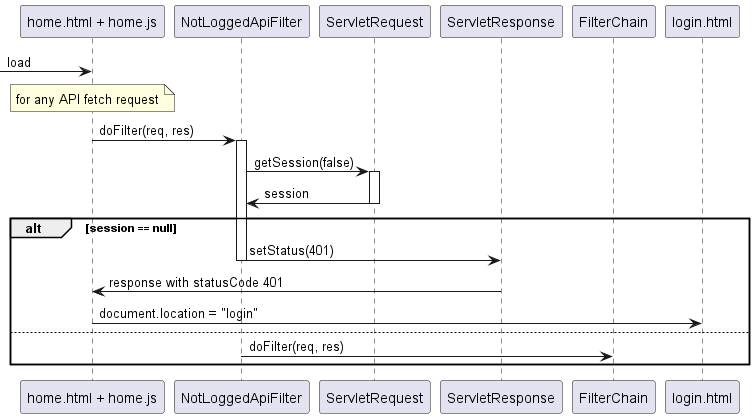 home.html + home.js NotLoggedApiFilter ServletRequest ServletResponse FilterChain login.html
load
for any API fetch request
doFilter(req, res)
getSession(false)
session
alt [session == null]
setStatus(401)
response with statusCode 401
document.location = "login"
doFilter(req, res)
home.html + home.js NotLoggedApiFilter ServletRequest ServletResponse FilterChain login.html